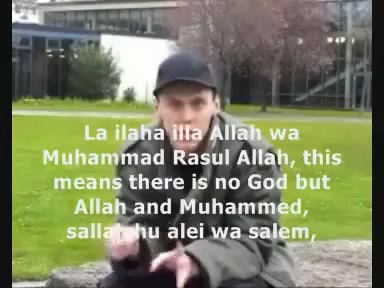 La ilaha illa Allah wa
Muhammad Rasul Allah, this
means there is no God but
Allah and Muhammed,
sallalahu alei wa salem,